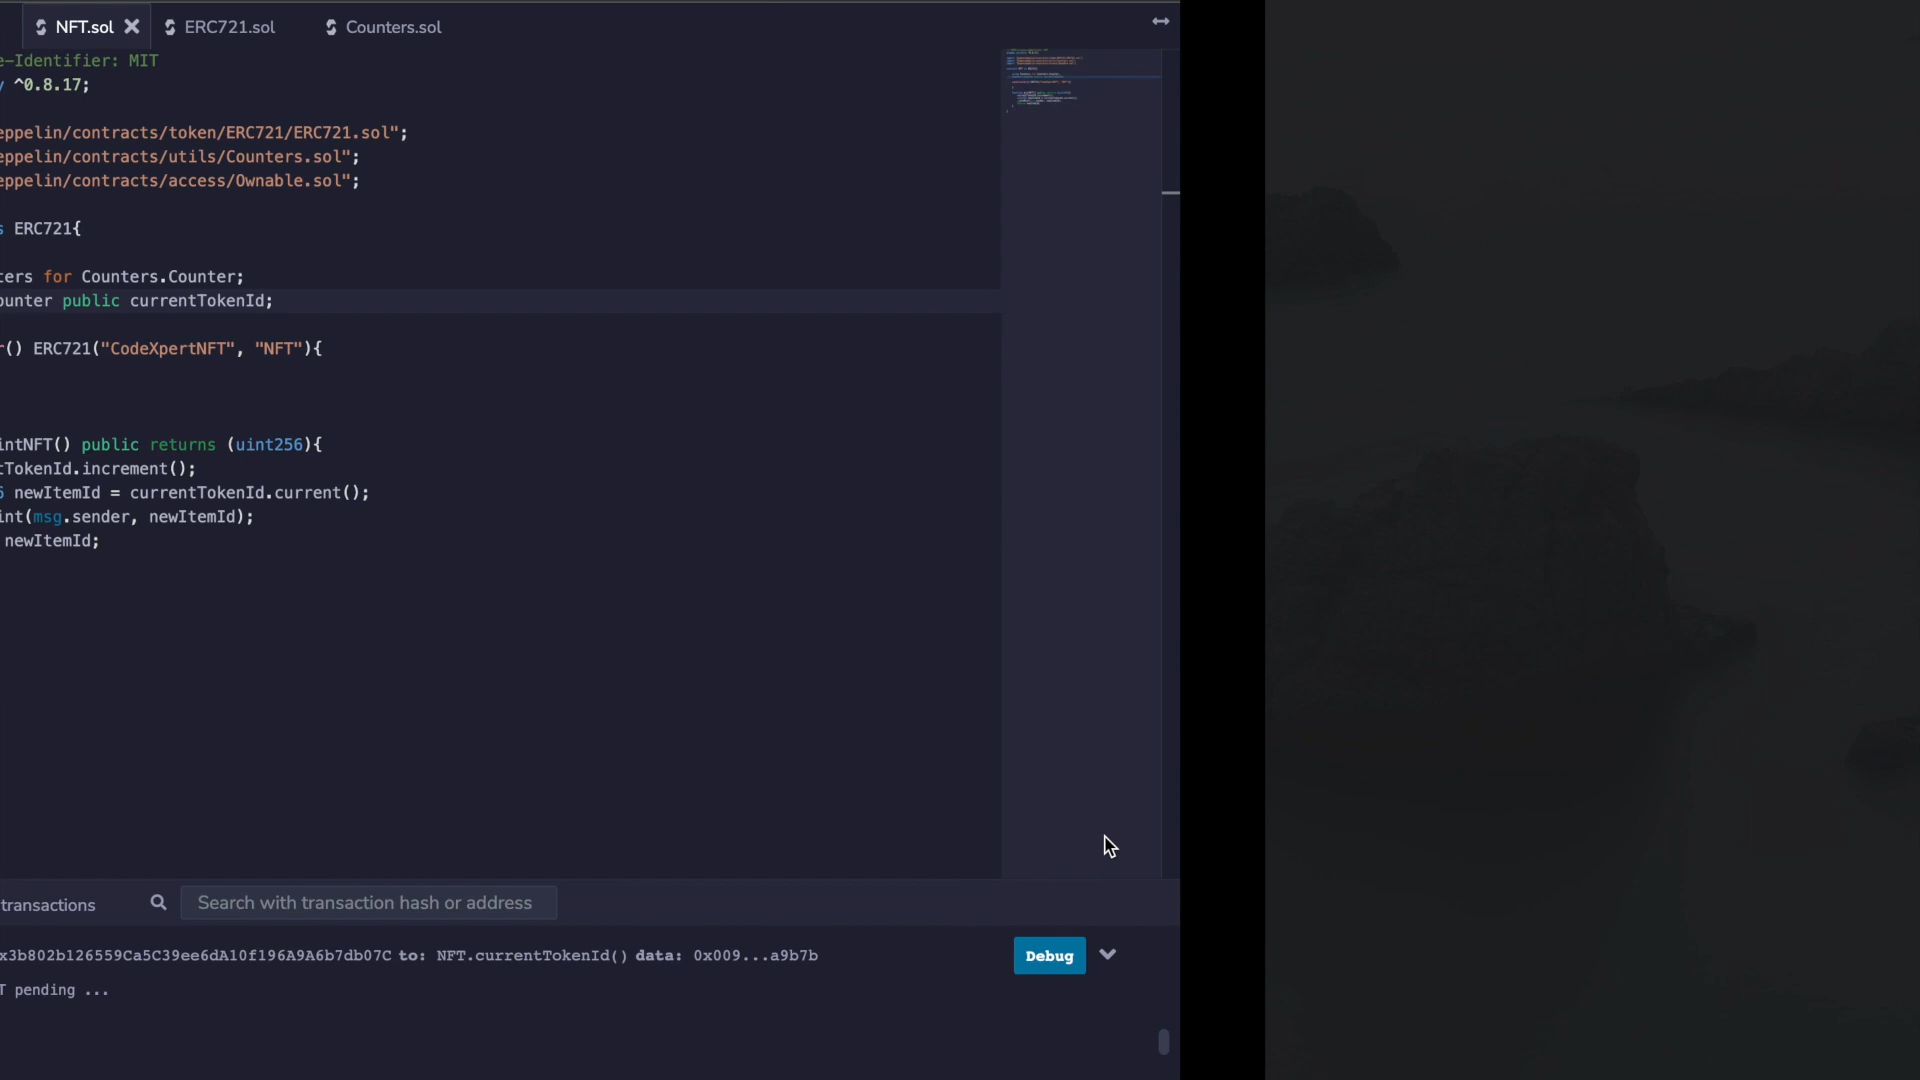 NFT.sol ERC721.sol Counters.sol
e-Identifier: MIT
^0.8.17;
eppelin/contracts/token/ERC721/ERC721.sol";
eppelin/contracts/utils/Counters.sol";
eppelin/contracts/access/Ownable.sol";
s ERC721{
ters for Counters.Counter;
ounter public currentTokenId;
r() ERC721("CodeXpertNFT", "NFT"){
intNFT() public returns (uint256){
tTokenId.increment();
6 newItemId = currentTokenId.current();
int(msg.sender, newItemId);
newItemId;
transactions Search with transaction hash or address
x3b802b126559Ca5C39ee6dA10f196A9A6b7db07C to: NFT.currentTokenId() data: 0x009...a9b7b Debug
T pending ...